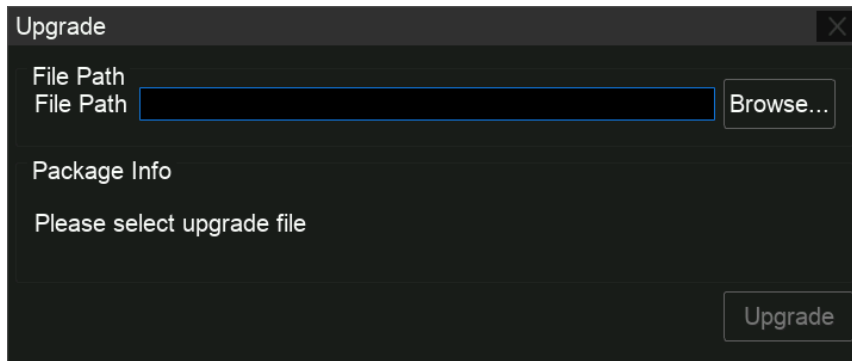 Upgrade
File Path
File Path Browse...
Package Info
Please select upgrade file
Upgrade